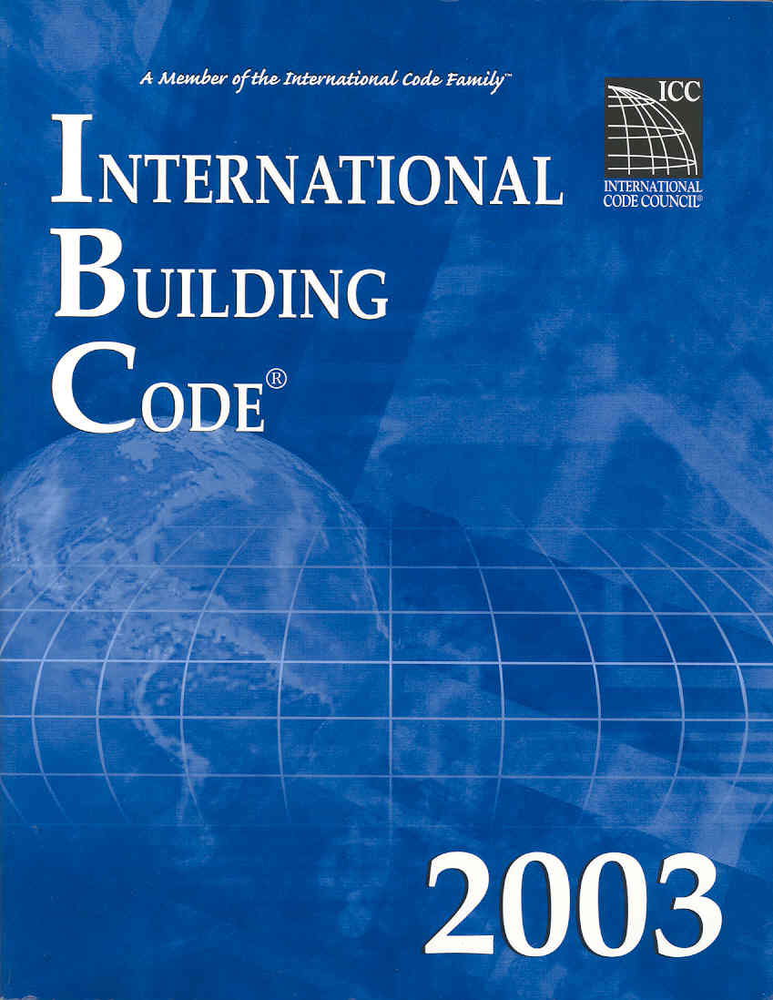 A Member of the International Code Family™
ICC
INTERNATIONAL
CODE COUNCIL®
INTERNATIONAL
BUILDING
CODE®
2003